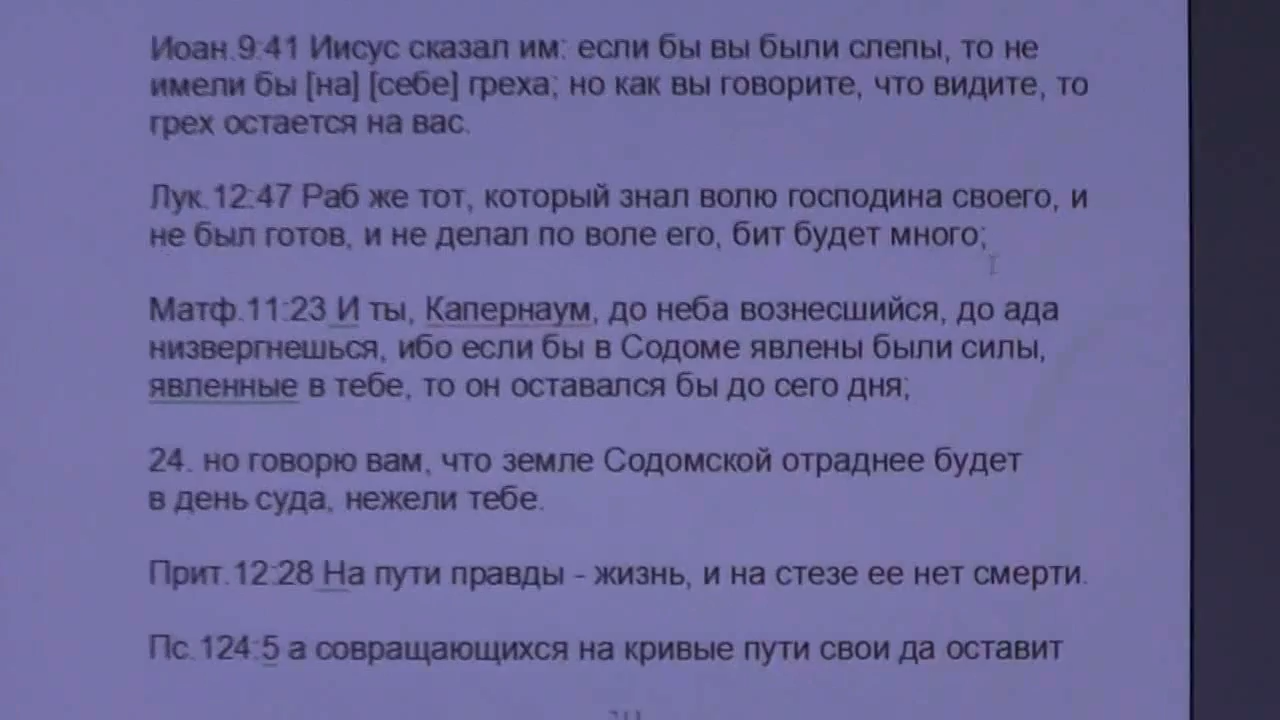 Иоан.9:41 Иисус сказал им: если бы вы были слепы, то не
имели бы [на] [себе] греха; но как вы говорите, что видите, то
грех остается на вас.
Лук.12:47 Раб же тот, который знал волю господина своего, и
не был готов, и не делал по воле его, бит будет много;
Матф.11:23 И ты, Капернаум, до неба вознесшийся, до ада
низвергнешься, ибо если бы в Содоме явлены были силы,
явленные в тебе, то он оставался бы до сего дня;
24. но говорю вам, что земле Содомской отраднее будет
в день суда, нежели тебе.
Прит.12:28 На пути правды - жизнь, и на стезе ее нет смерти.
Пс.124:5 а совращающихся на кривые пути свои да оставит